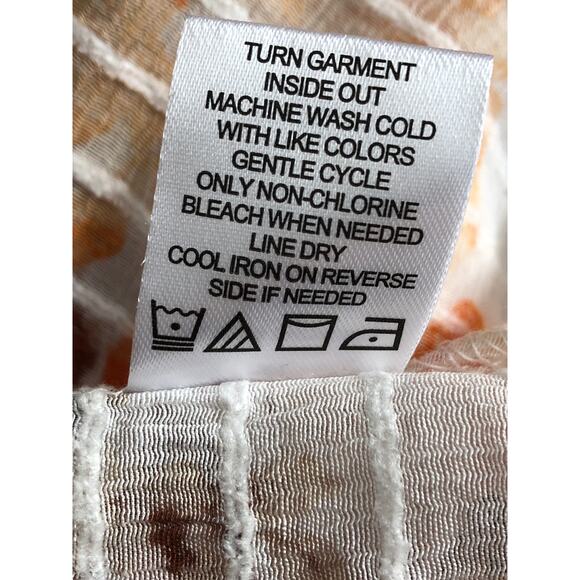 TURN GARMENT
INSIDE OUT
MACHINE WASH COLD
WITH LIKE COLORS
GENTLE CYCLE
ONLY NON-CHLORINE
BLEACH WHEN NEEDED
LINE DRY
COOL IRON ON REVERSE
SIDE IF NEEDED